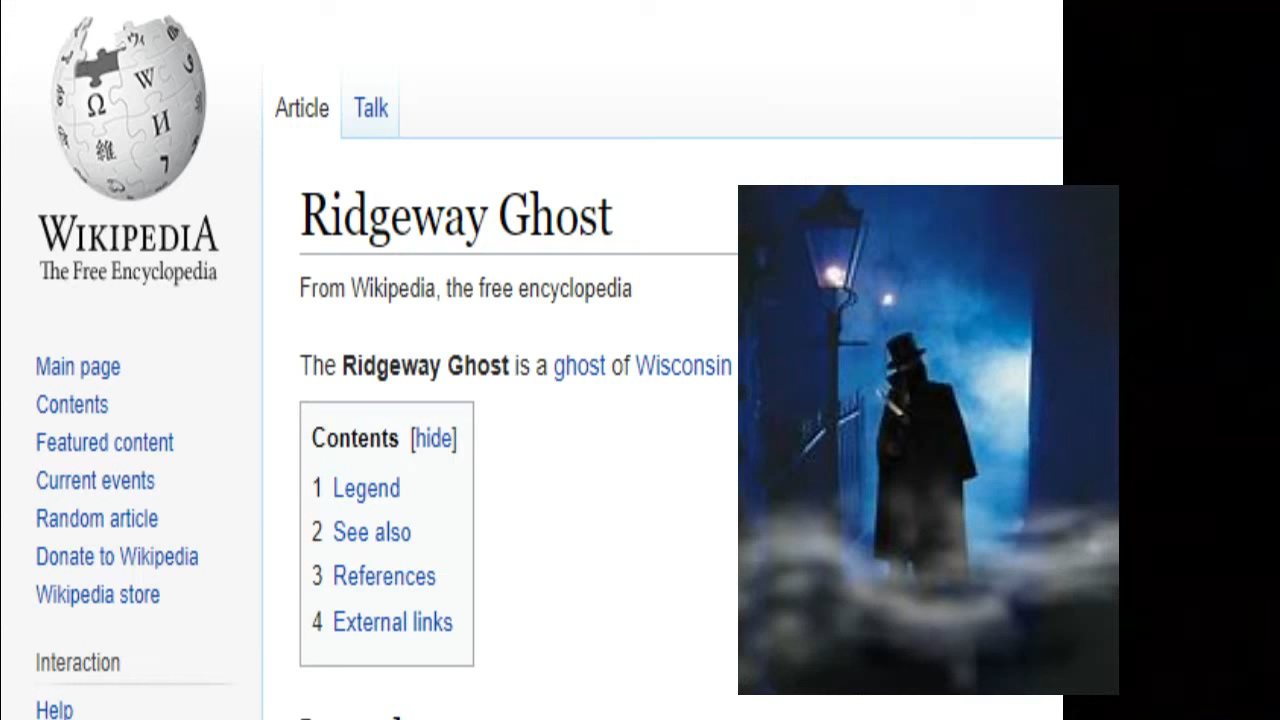 WIKIPEDIA
The Free Encyclopedia
Main page
Contents
Featured content
Current events
Random article
Donate to Wikipedia
Wikipedia store
Interaction
Help
Article Talk
Ridgeway Ghost
From Wikipedia, the free encyclopedia
The Ridgeway Ghost is a ghost of Wisconsin
Contents [hide]
1 Legend
2 See also
3 References
4 External links